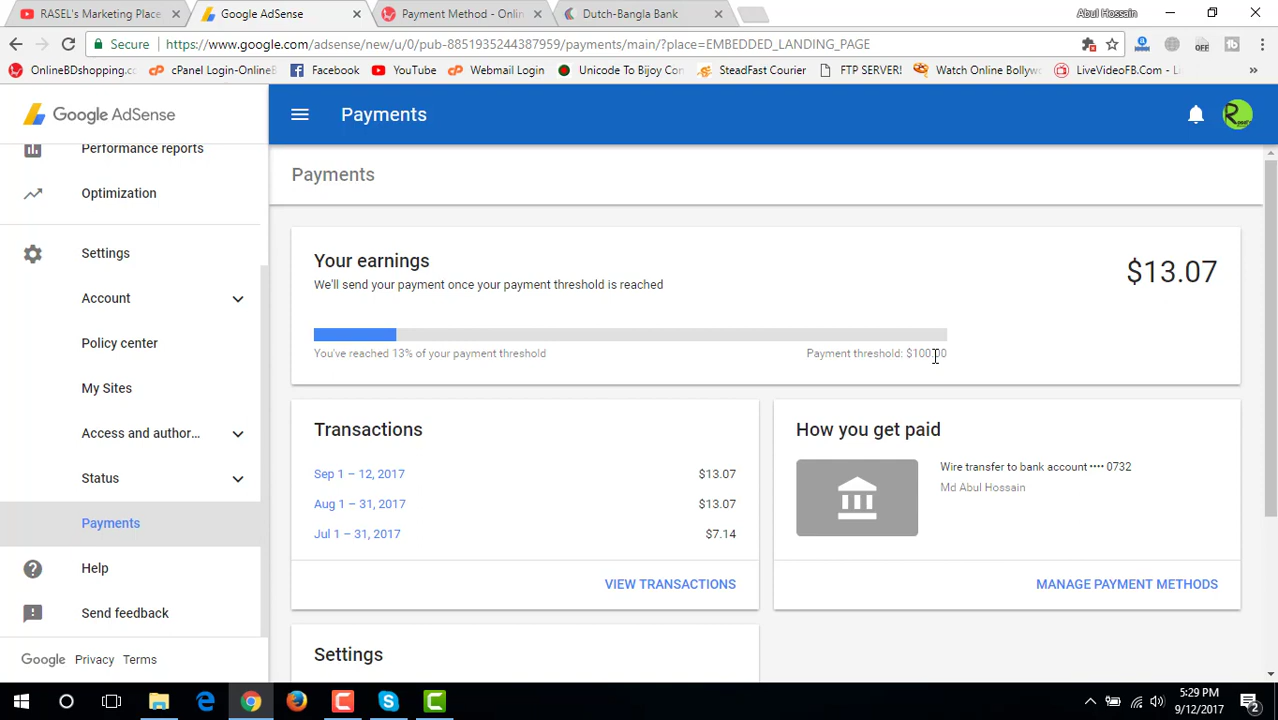 RASEL's Marketing Place
Google AdSense
Payment Method - Onlin
Dutch-Bangla Bank
Abul Hossain
Secure
https://www.google.com/adsense/new/u/0/pub-8851935244387959/payments/main/?place=EMBEDDED_LANDING_PAGE
OnlineBDshopping.cc
cPanel Login-OnlineB
Facebook
YouTube
Webmail Login
Unicode To Bijoy Con
SteadFast Courier
FTP SERVER!
Watch Online Bollyw
LiveVideoFB.Com -
Google AdSense
Payments
Performance reports
Optimization
Settings
Account
Policy center
My Sites
Access and author...
Status
Payments
Help
Send feedback
Google Privacy Terms
Payments
Your earnings
$13.07
We'll send your payment once your payment threshold is reached
You've reached 13% of your payment threshold
Payment threshold: $100.00
Transactions
Sep 1 – 12, 2017 $13.07
Aug 1 – 31, 2017 $13.07
Jul 1 – 31, 2017 $7.14
VIEW TRANSACTIONS
How you get paid
Wire transfer to bank account •••• 0732
Md Abul Hossain
MANAGE PAYMENT METHODS
Settings
5:29 PM
9/12/2017
2